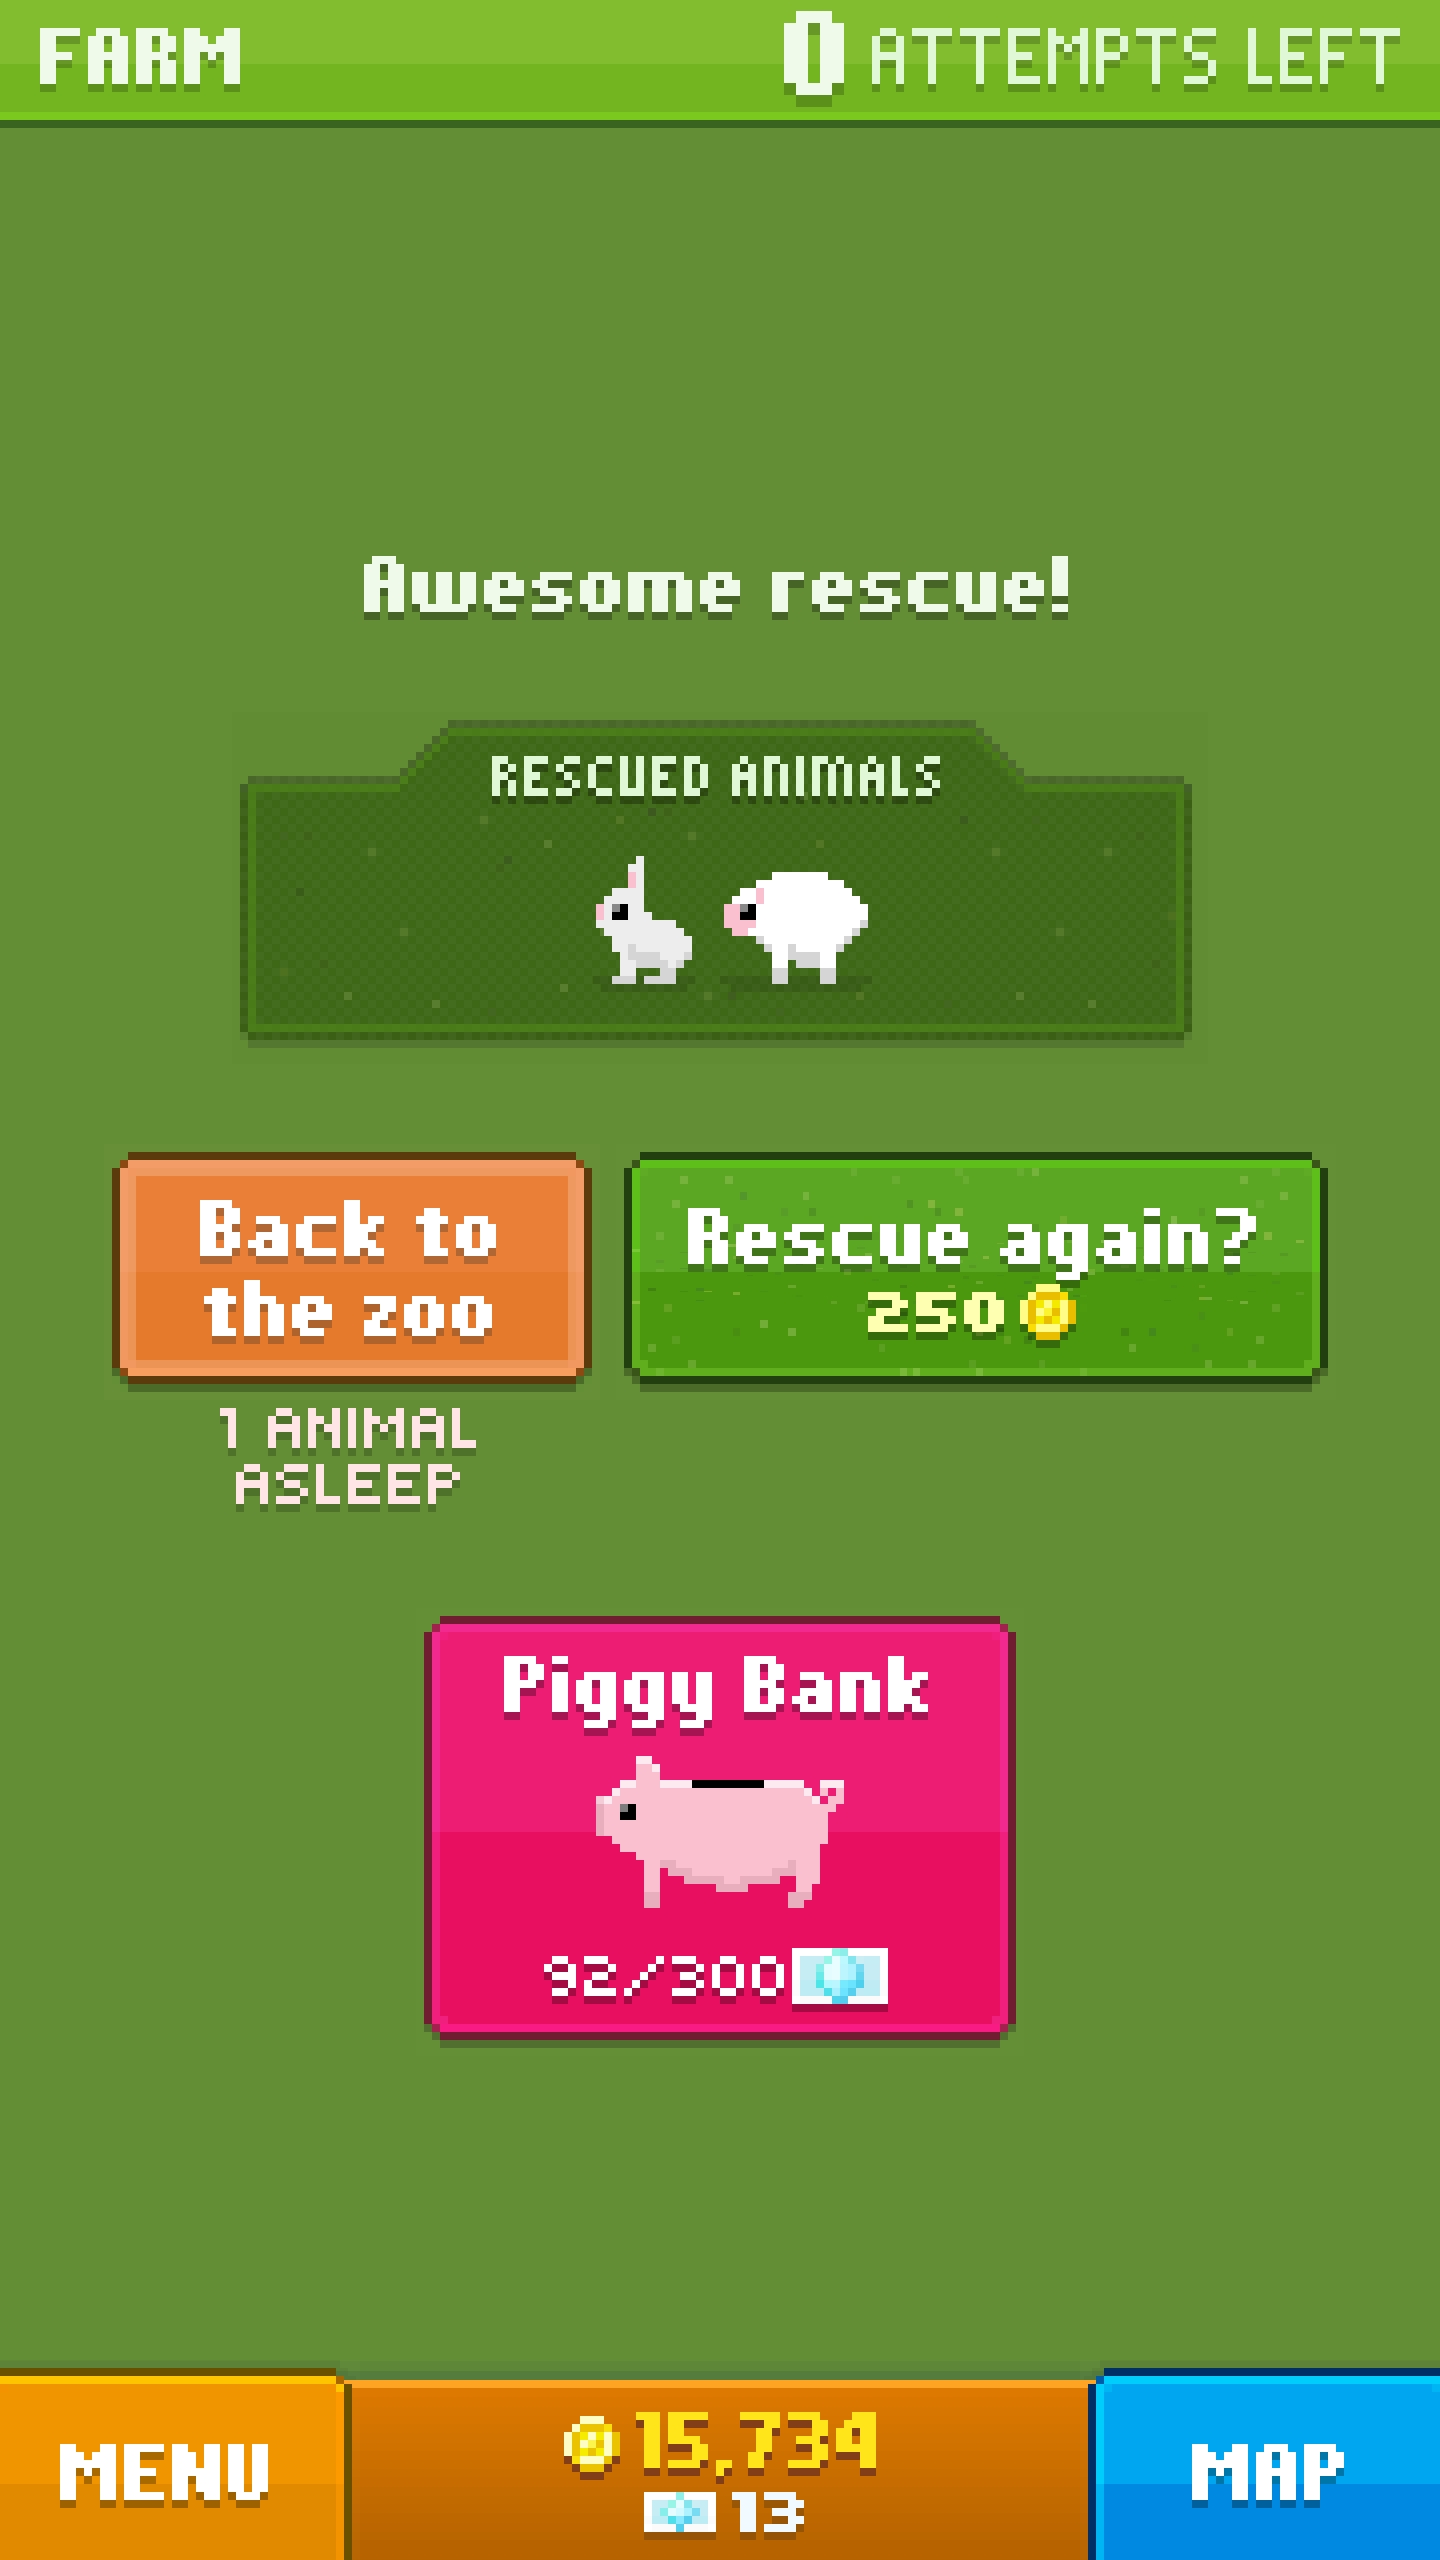 FARM
0 ATTEMPTS LEFT
Awesome rescue!
RESCUED ANIMALS
Back to
the zoo
Rescue again?
250
1 ANIMAL
ASLEEP
Piggy Bank
92/300
15,734
13
MENU
MAP